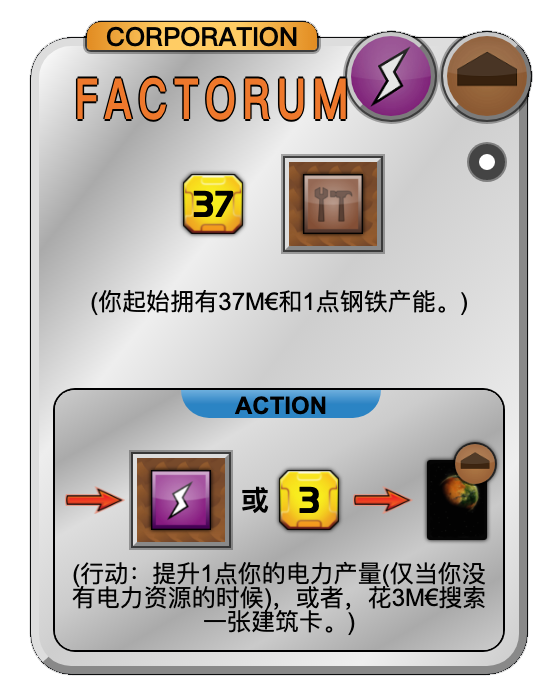 CORPORATION
FACTORUM
37
(你起始拥有37M€和1点钢铁产能。)
ACTION
或 3
(行动：提升1点你的电力产量(仅当你没
有电力资源的时候)，或者，花3M€搜索
一张建筑卡。)